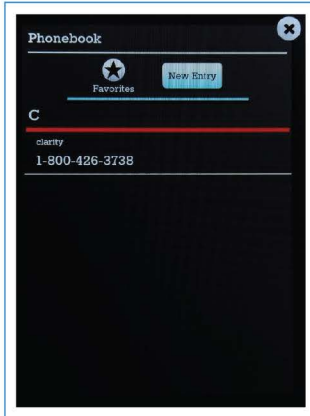 Phonebook
Favorites
New Entry
C
clarity
1-800-426-3738